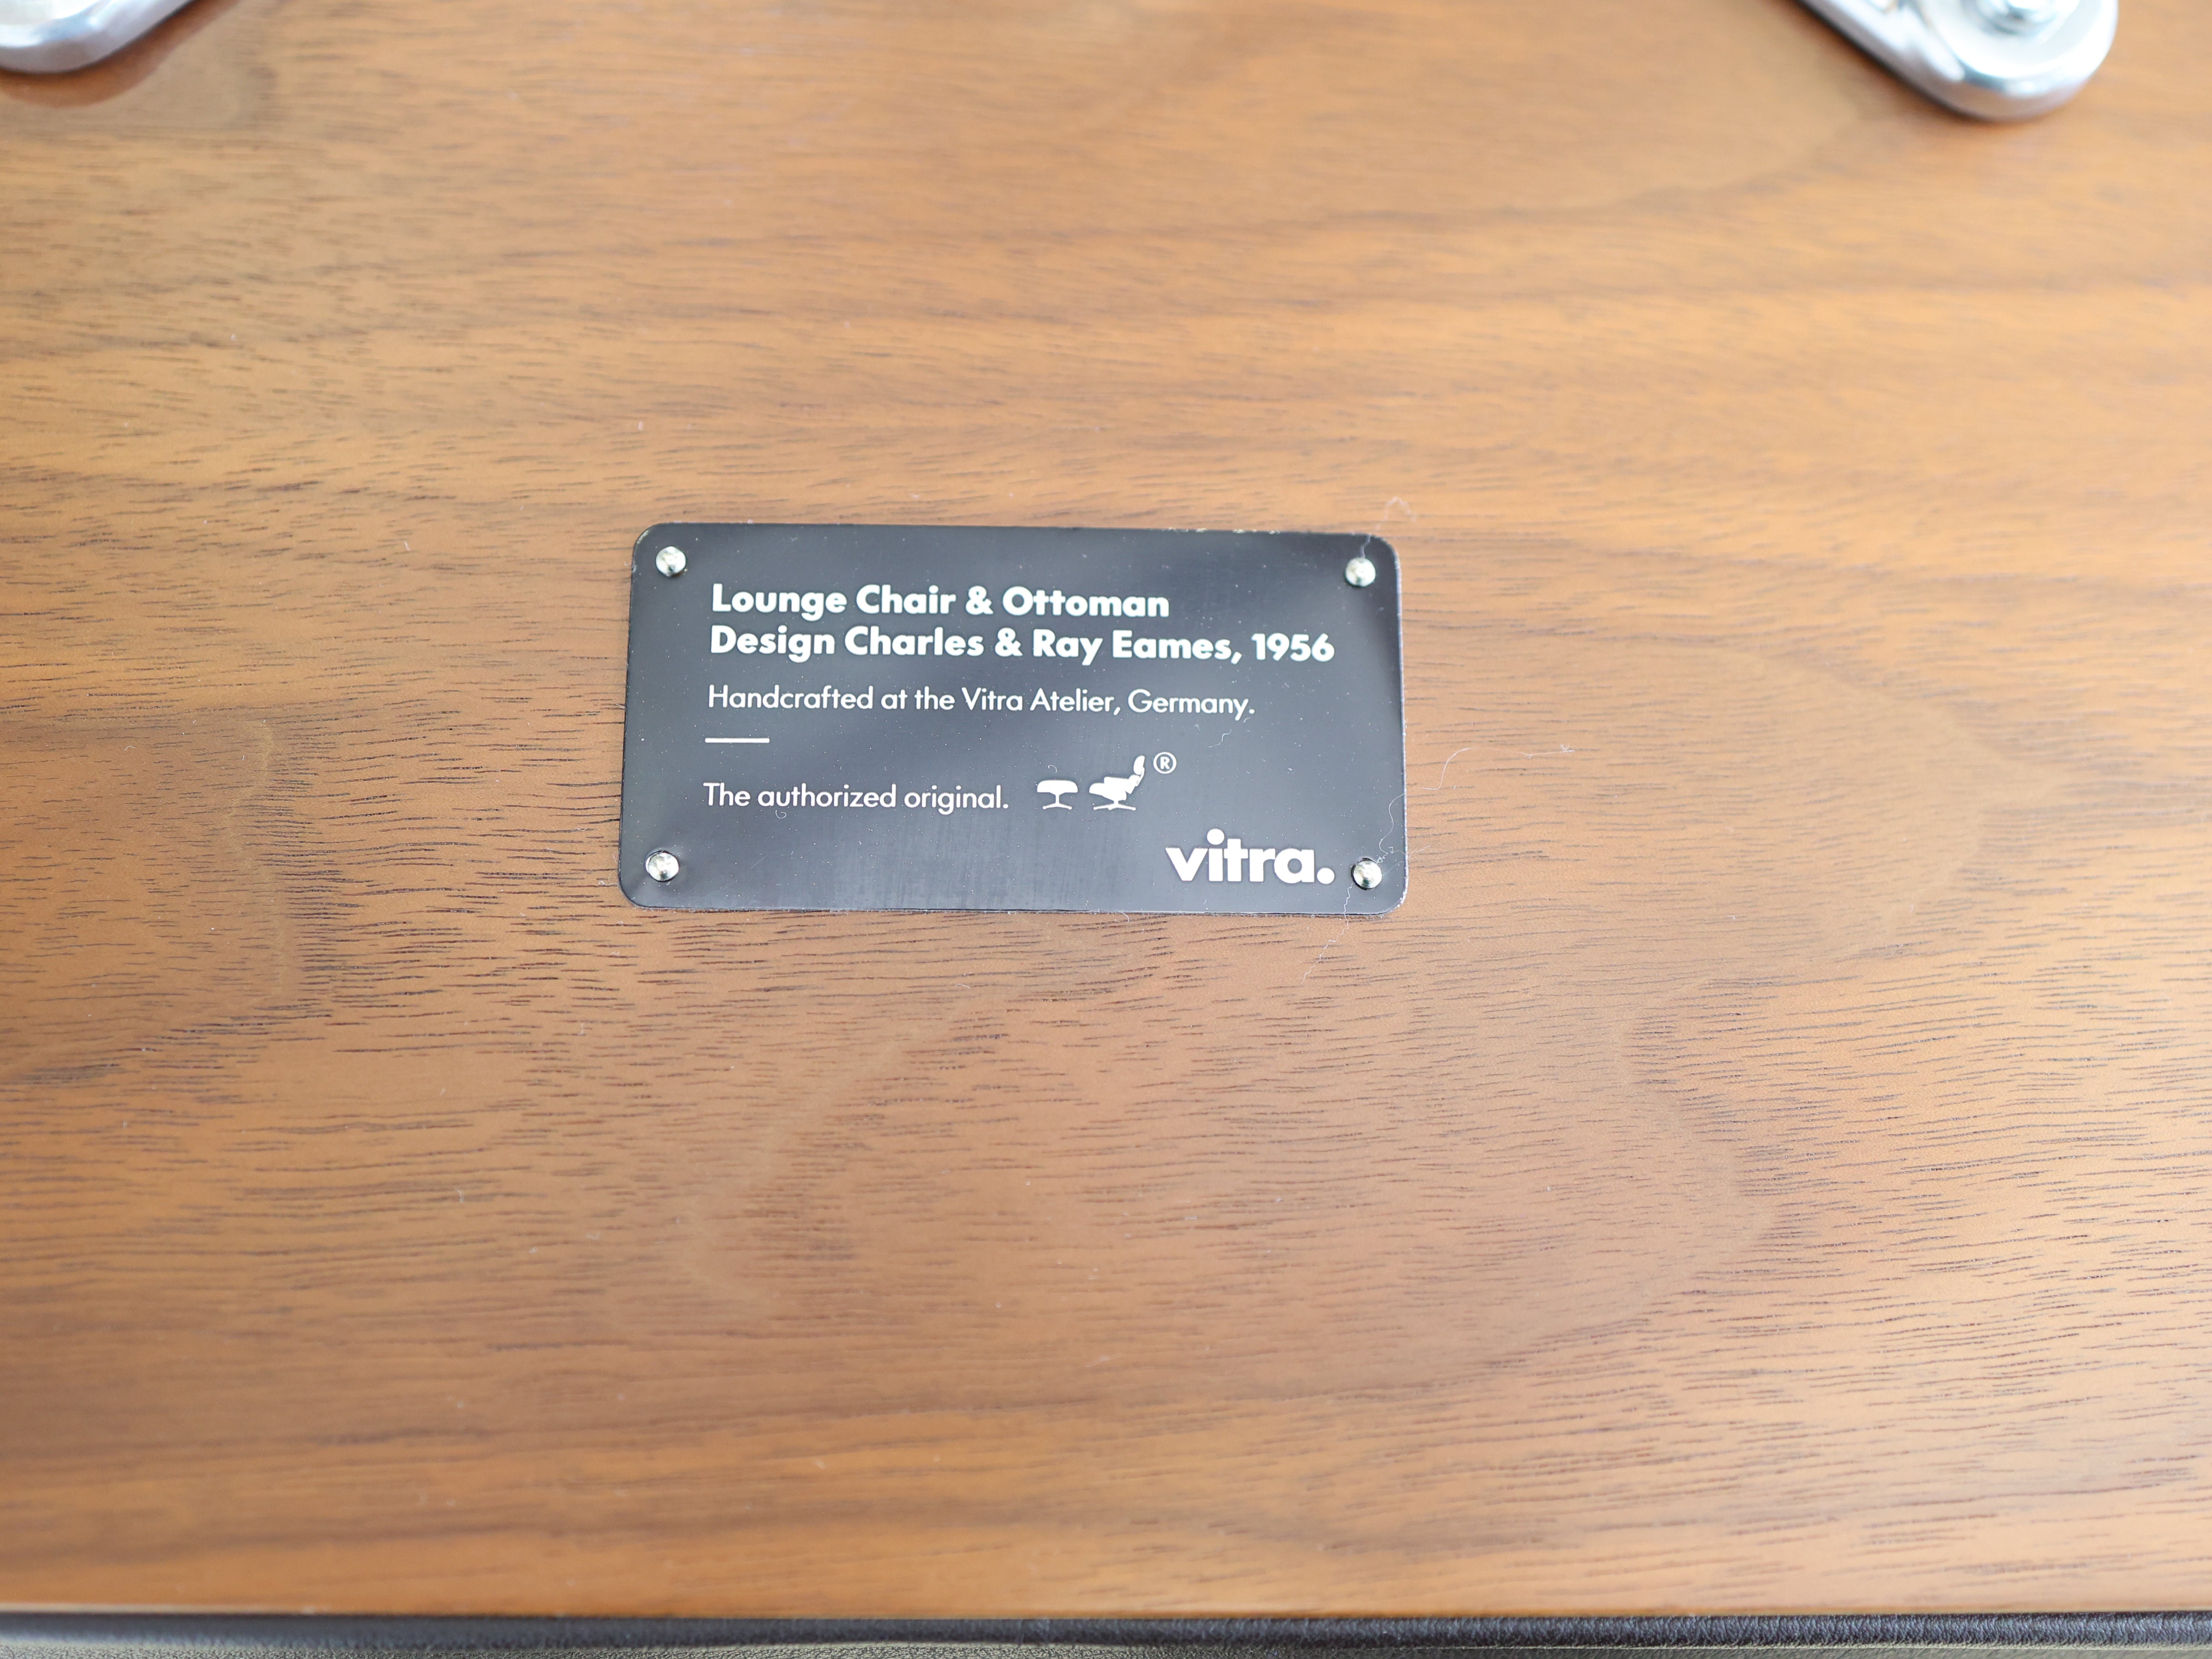 Lounge Chair & Ottoman
Design Charles & Ray Eames, 1956
Handcrafted at the Vitra Atelier, Germany.
The authorized original. ®
vitra.